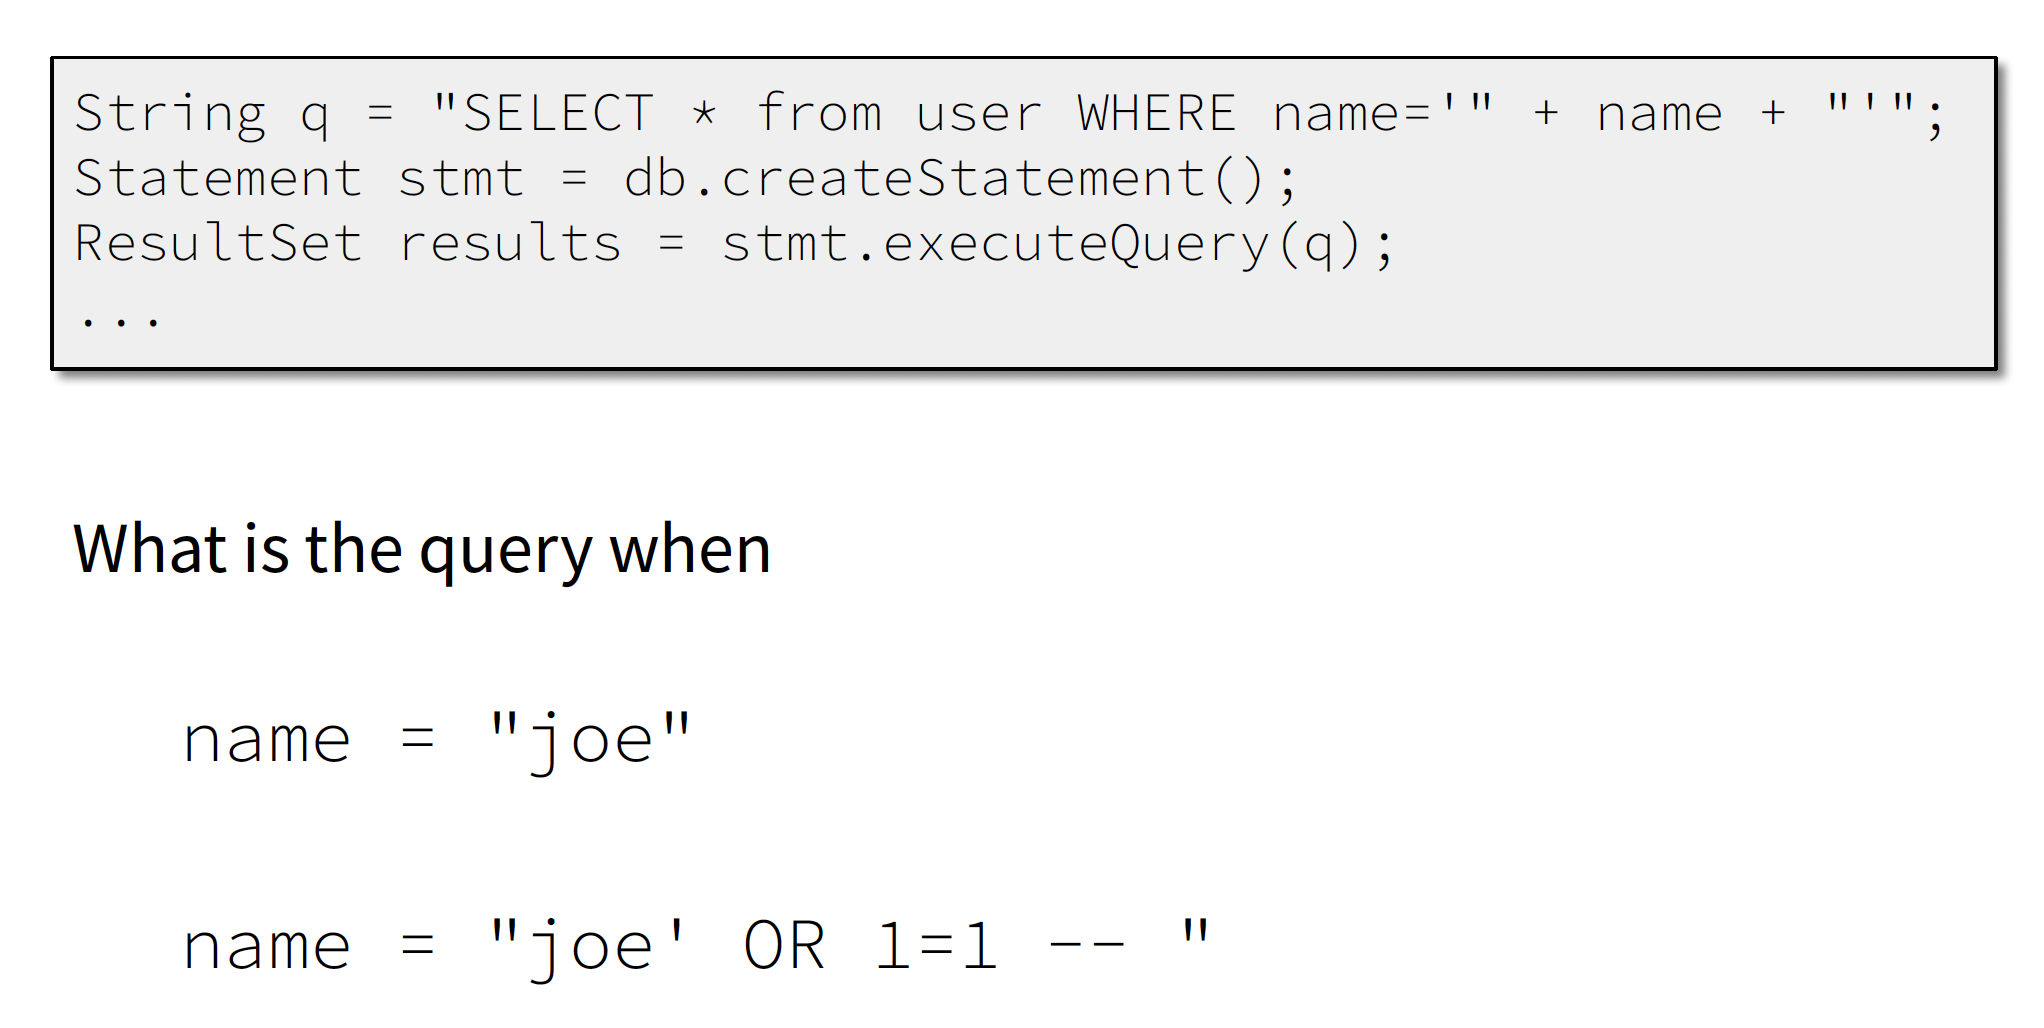 String q = "SELECT * from user WHERE name='" + name + "'";
Statement stmt = db.createStatement();
ResultSet results = stmt.executeQuery(q);
...
What is the query when
name = "joe"
name = "joe' OR 1=1 -- "